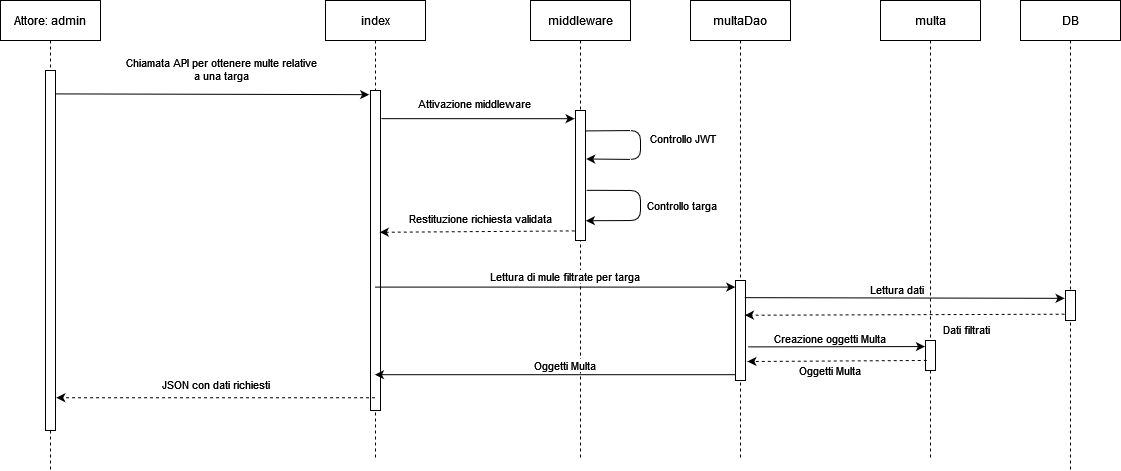 Attore: admin
index
middleware
multaDao
multa
DB
Chiamata API per ottenere multe relative
a una targa
Attivazione middleware
Controllo JWT
Controllo targa
Restituzione richiesta validata
Lettura di mule filtrate per targa
Lettura dati
Dati filtrati
Creazione oggetti Multa
Oggetti Multa
Oggetti Multa
JSON con dati richiesti